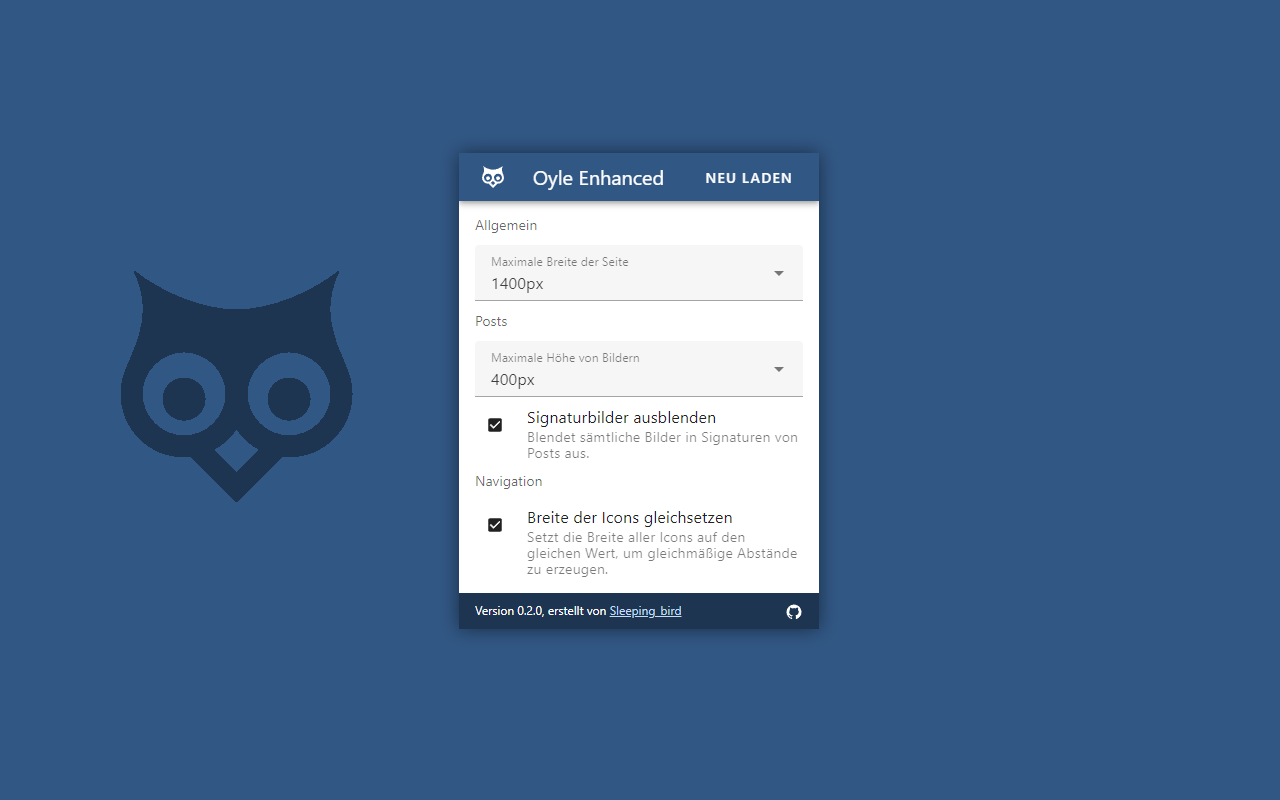 Oyle Enhanced NEU LADEN
Allgemein
Maximale Breite der Seite
1400px
Posts
Maximale Höhe von Bildern
400px
Signaturbilder ausblenden
Blendet sämtliche Bilder in Signaturen von
Posts aus.
Navigation
Breite der Icons gleichsetzen
Setzt die Breite aller Icons auf den
gleichen Wert, um gleichmäßige Abstände
zu erzeugen.
Version 0.2.0, erstellt von Sleeping_bird